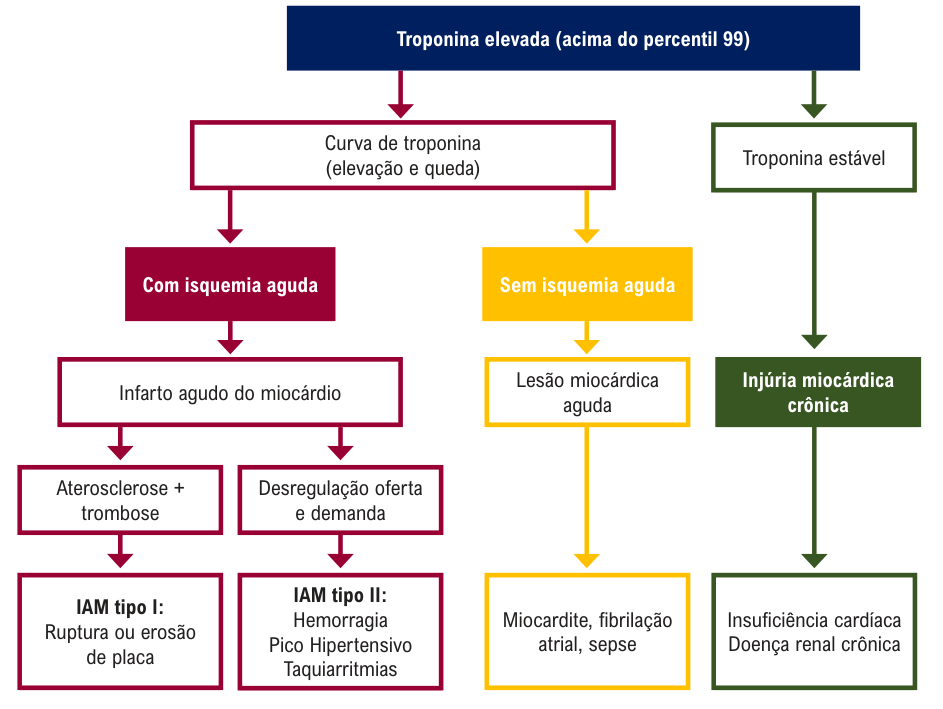 Troponina elevada (acima do percentil 99)
Curva de troponina
(elevação e queda)
Troponina estável
Com isquemia aguda
Sem isquemia aguda
Infarto agudo do miocárdio
Lesão miocárdica
aguda
Injúria miocárdica
crônica
Aterosclerose +
trombose
Desregulação oferta
e demanda
IAM tipo I:
Ruptura ou erosão
de placa
IAM tipo II:
Hemorragia
Pico Hipertensivo
Taquiarritmias
Miocardite, fibrilação
atrial, sepse
Insuficiência cardíaca
Doença renal crônica